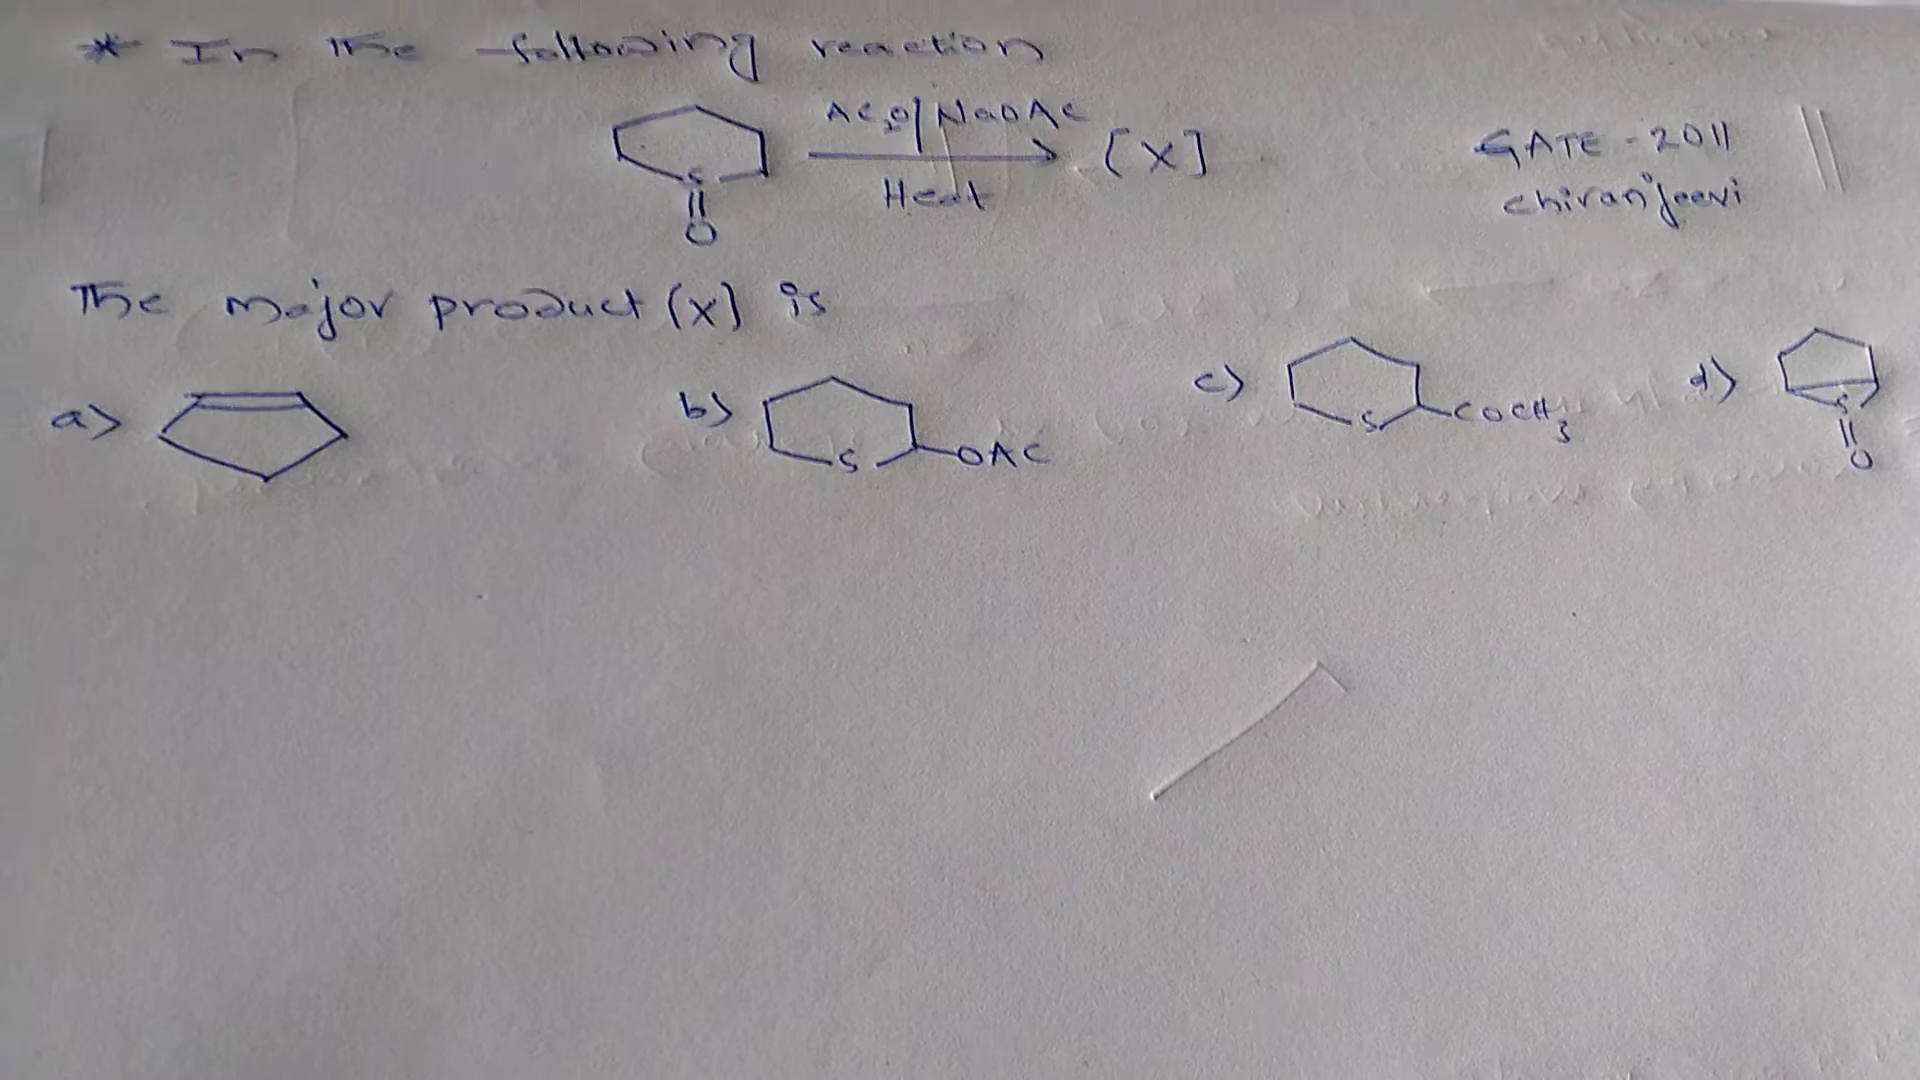 * In the following reaction
Ac₂O/NaOAc
S
O
Heat
[X]
GATE - 2011
chiranjeevi
The major product [X] is
a)
b)
S
OAC
c)
S
COCH₃
d)
S
O